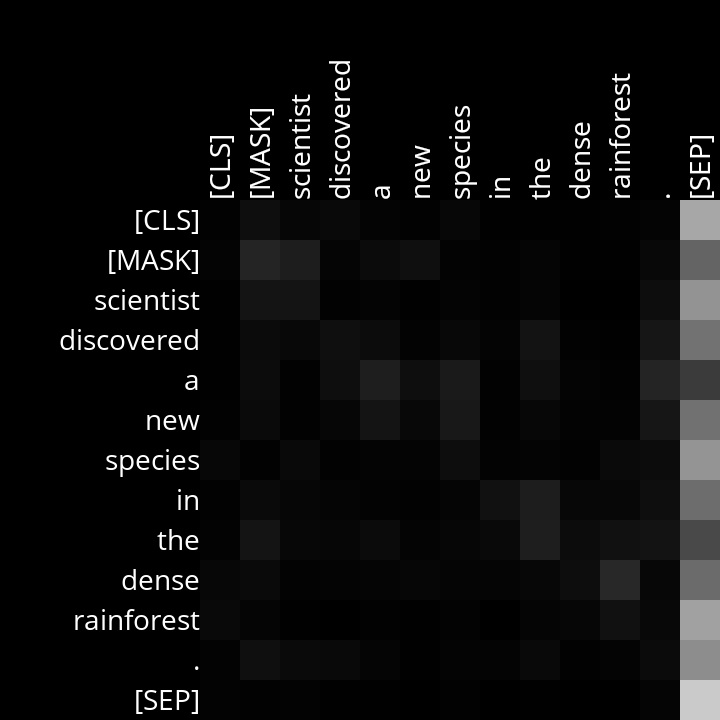 [CLS] [MASK] scientist discovered a new species in the dense rainforest . [SEP]
[CLS]
[MASK]
scientist
discovered
a
new
species
in
the
dense
rainforest
.
[SEP]